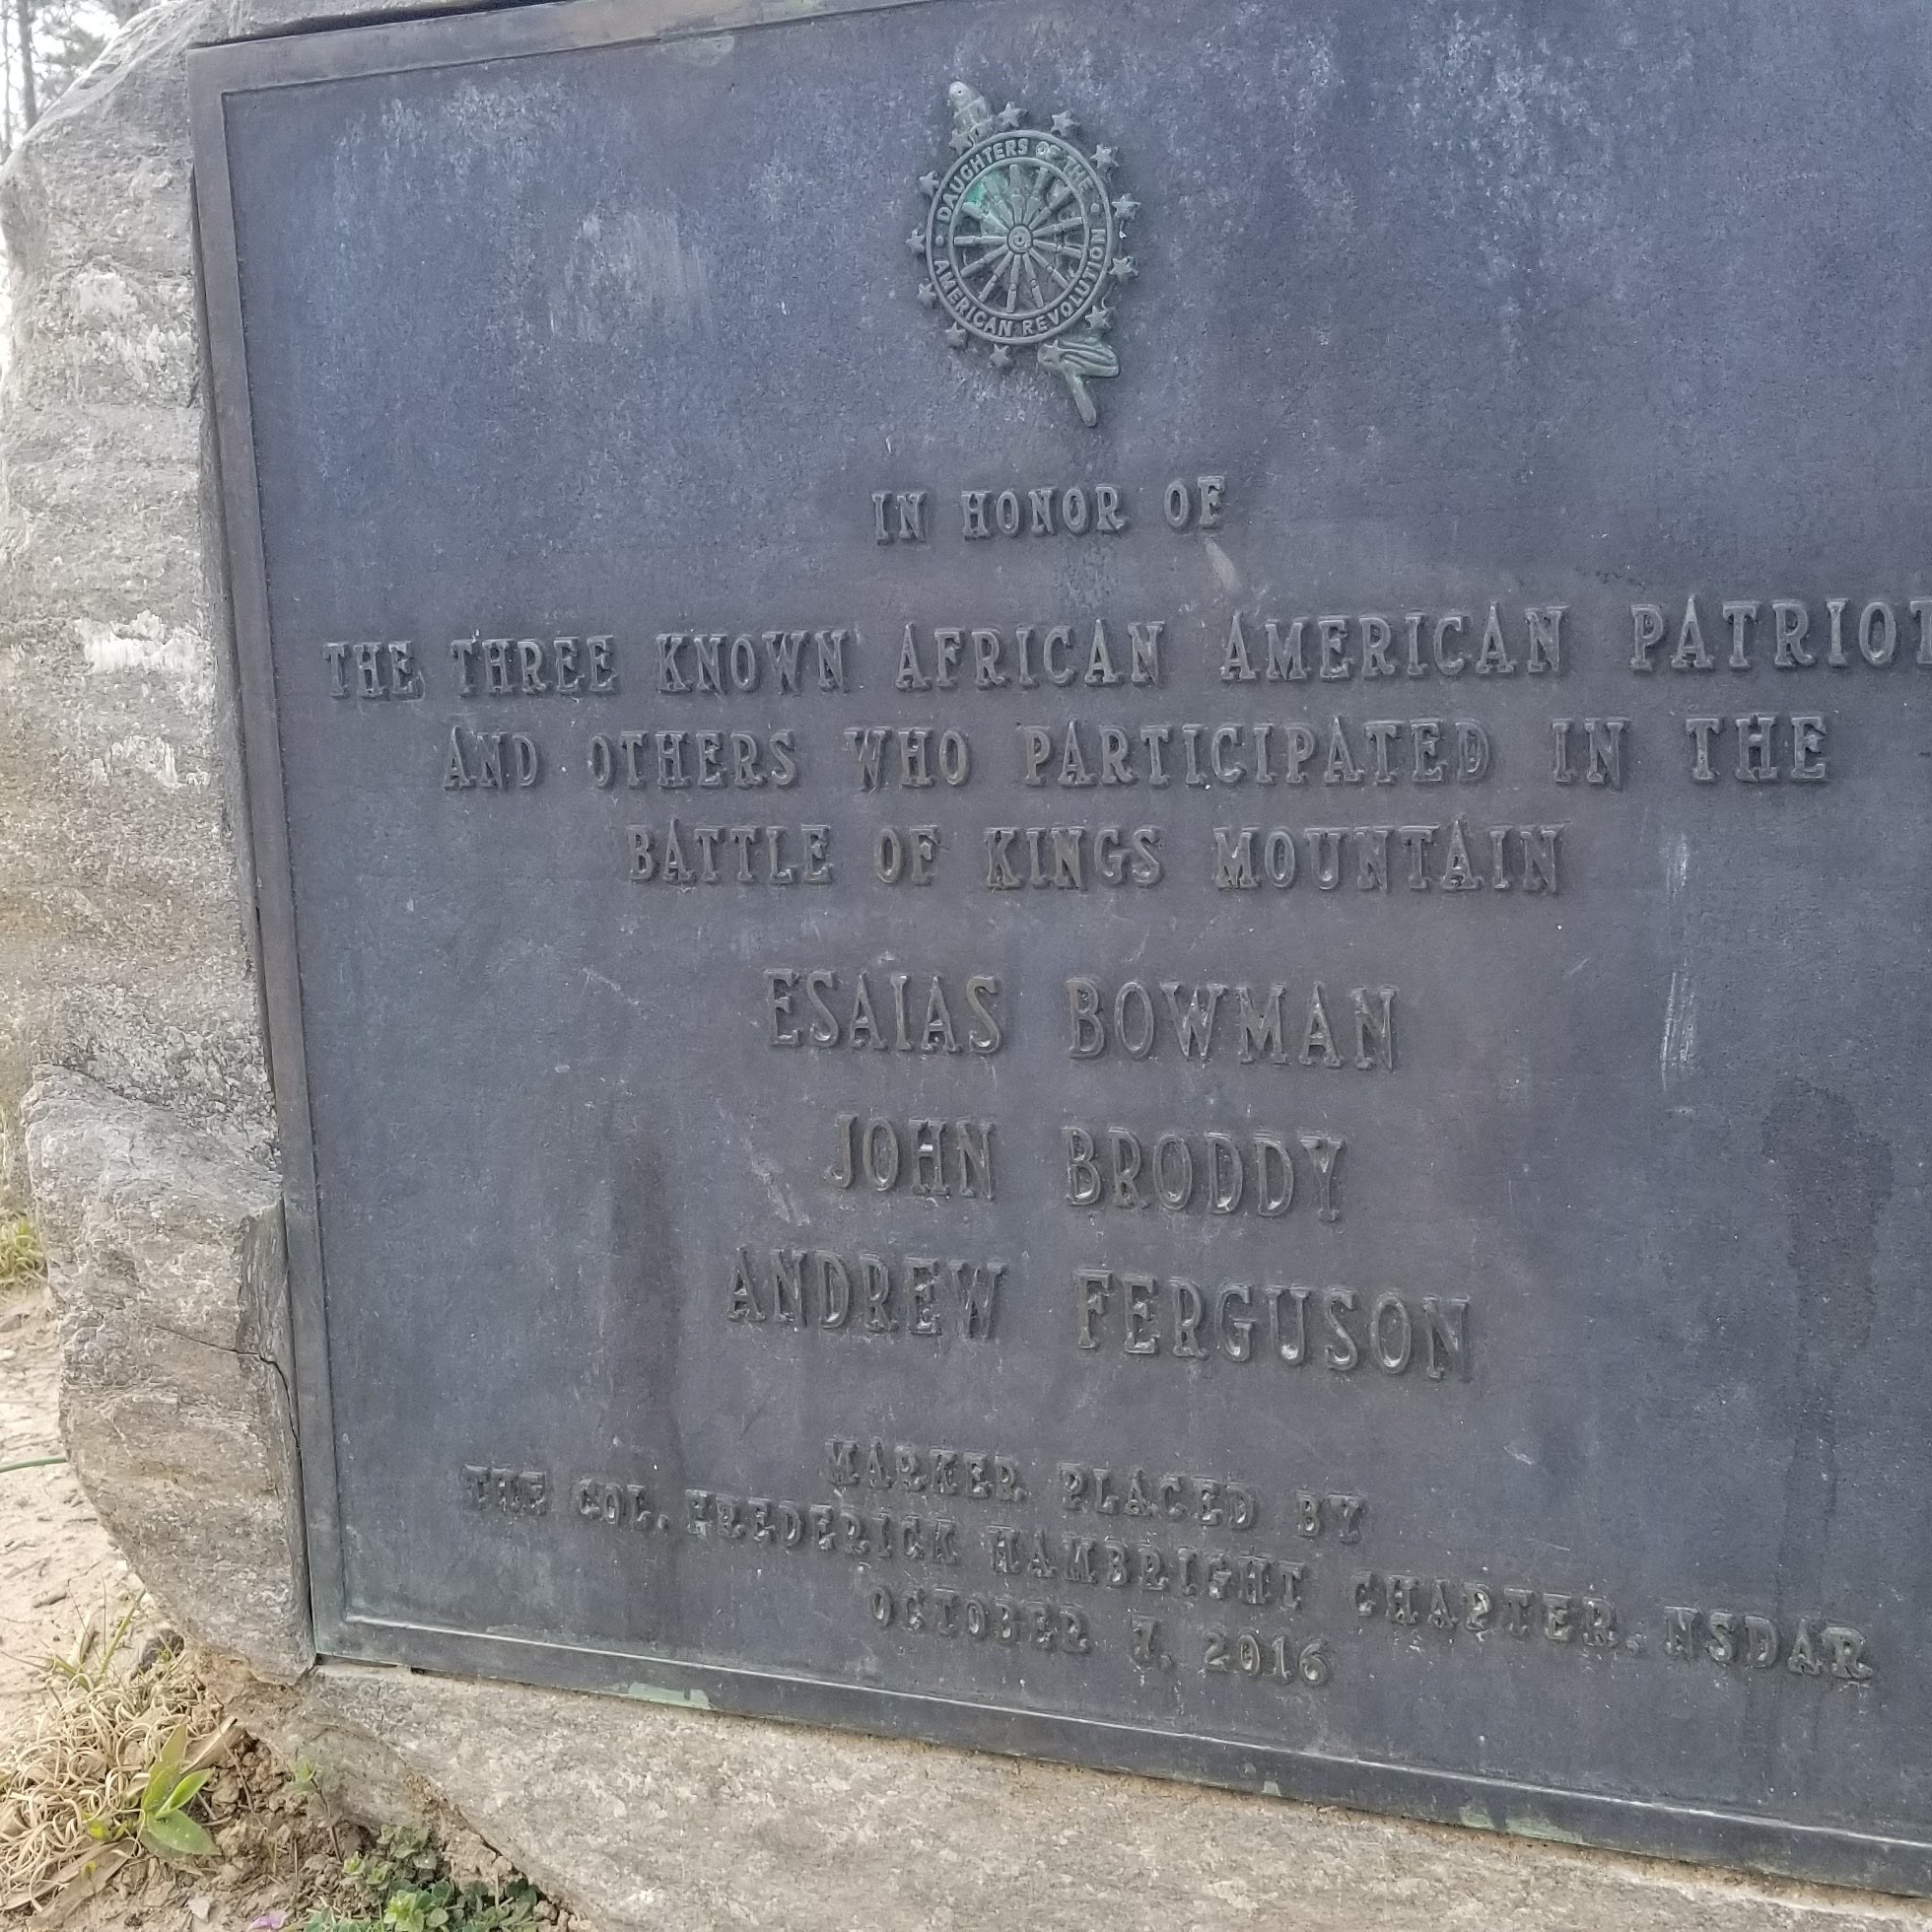 DAUGHTERS OF THE
AMERICAN REVOLUTION
IN HONOR OF
THE THREE KNOWN AFRICAN AMERICAN PATRIOT
AND OTHERS WHO PARTICIPATED IN THE
BATTLE OF KINGS MOUNTAIN
ESAIAS BOWMAN
JOHN BRODDY
ANDREW FERGUSON
MARKER PLACED BY
THE COL. FREDERICK HAMBRIGHT CHAPTER, NSDAR
OCTOBER 7, 2016